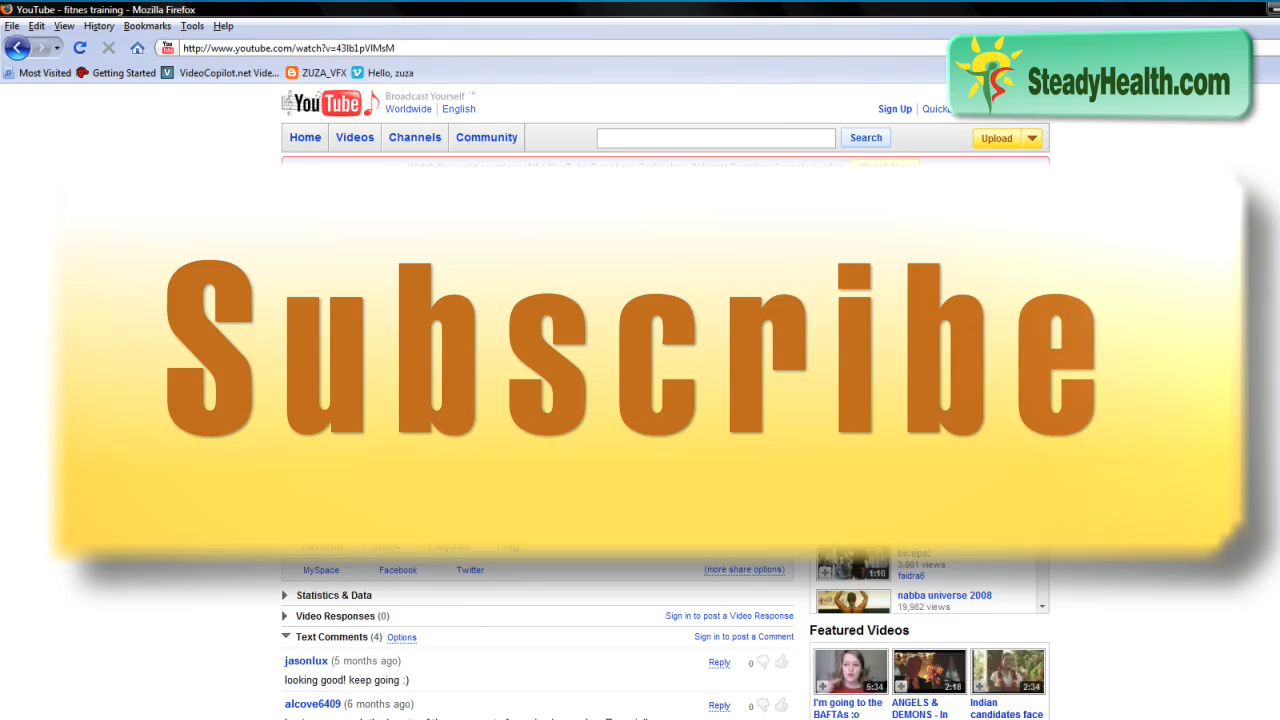 YouTube - fitnes training - Mozilla Firefox
File Edit View History Bookmarks Tools Help
http://www.youtube.com/watch?v=43lb1pVlMsM
Most Visited Getting Started VideoCopilot.net Vide... ZUZA_VFX Hello, zuza
SteadyHealth.com
YouTube Broadcast Yourself ™
Worldwide English
Sign Up
Home Videos Channels Community Search Upload
Subscribe
biceps!
3,861 views
faidra6
1:10
MySpace Facebook Twitter (more share options)
Statistics & Data
nabba universe 2008
19,982 views
Video Responses (0) Sign in to post a Video Response
Text Comments (4) Options Sign in to post a Comment
Featured Videos
jasonlux (5 months ago) Reply 0
looking good! keep going :)
5:34 2:18 2:34
alcove6409 (6 months ago) Reply 0
I'm going to the ANGELS & Indian
BAFTAs :o DEMONS - In candidates face